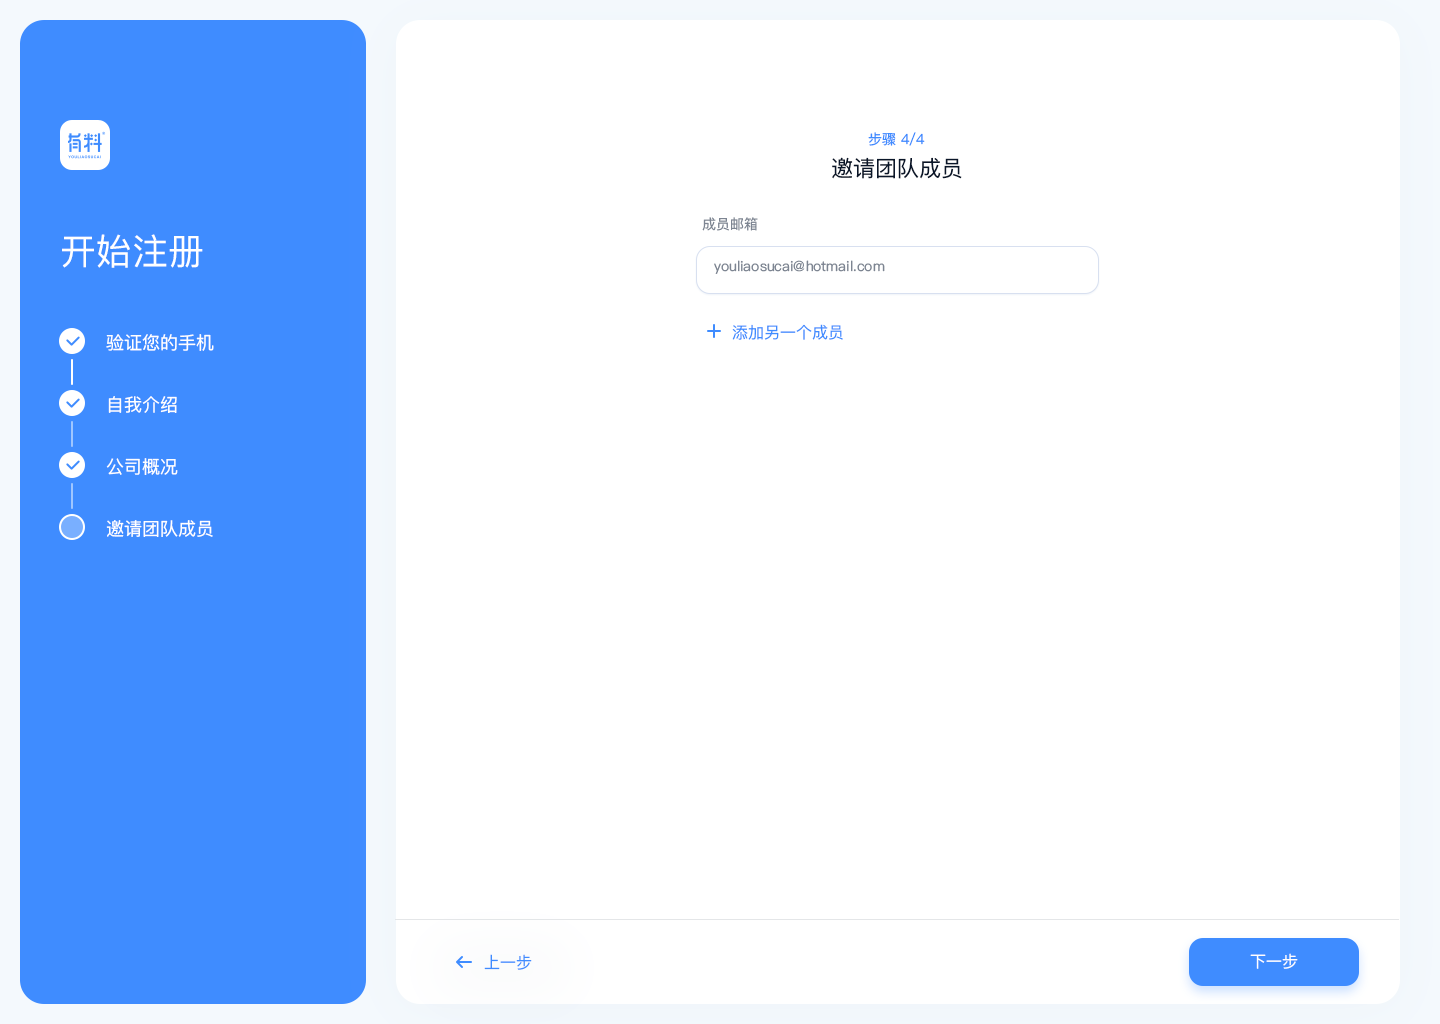 有料
YOULIAOSUCAI
开始注册
验证您的手机
自我介绍
公司概况
邀请团队成员
步骤 4/4
邀请团队成员
成员邮箱
youliaosucai@hotmail.com
添加另一个成员
上一步
下一步